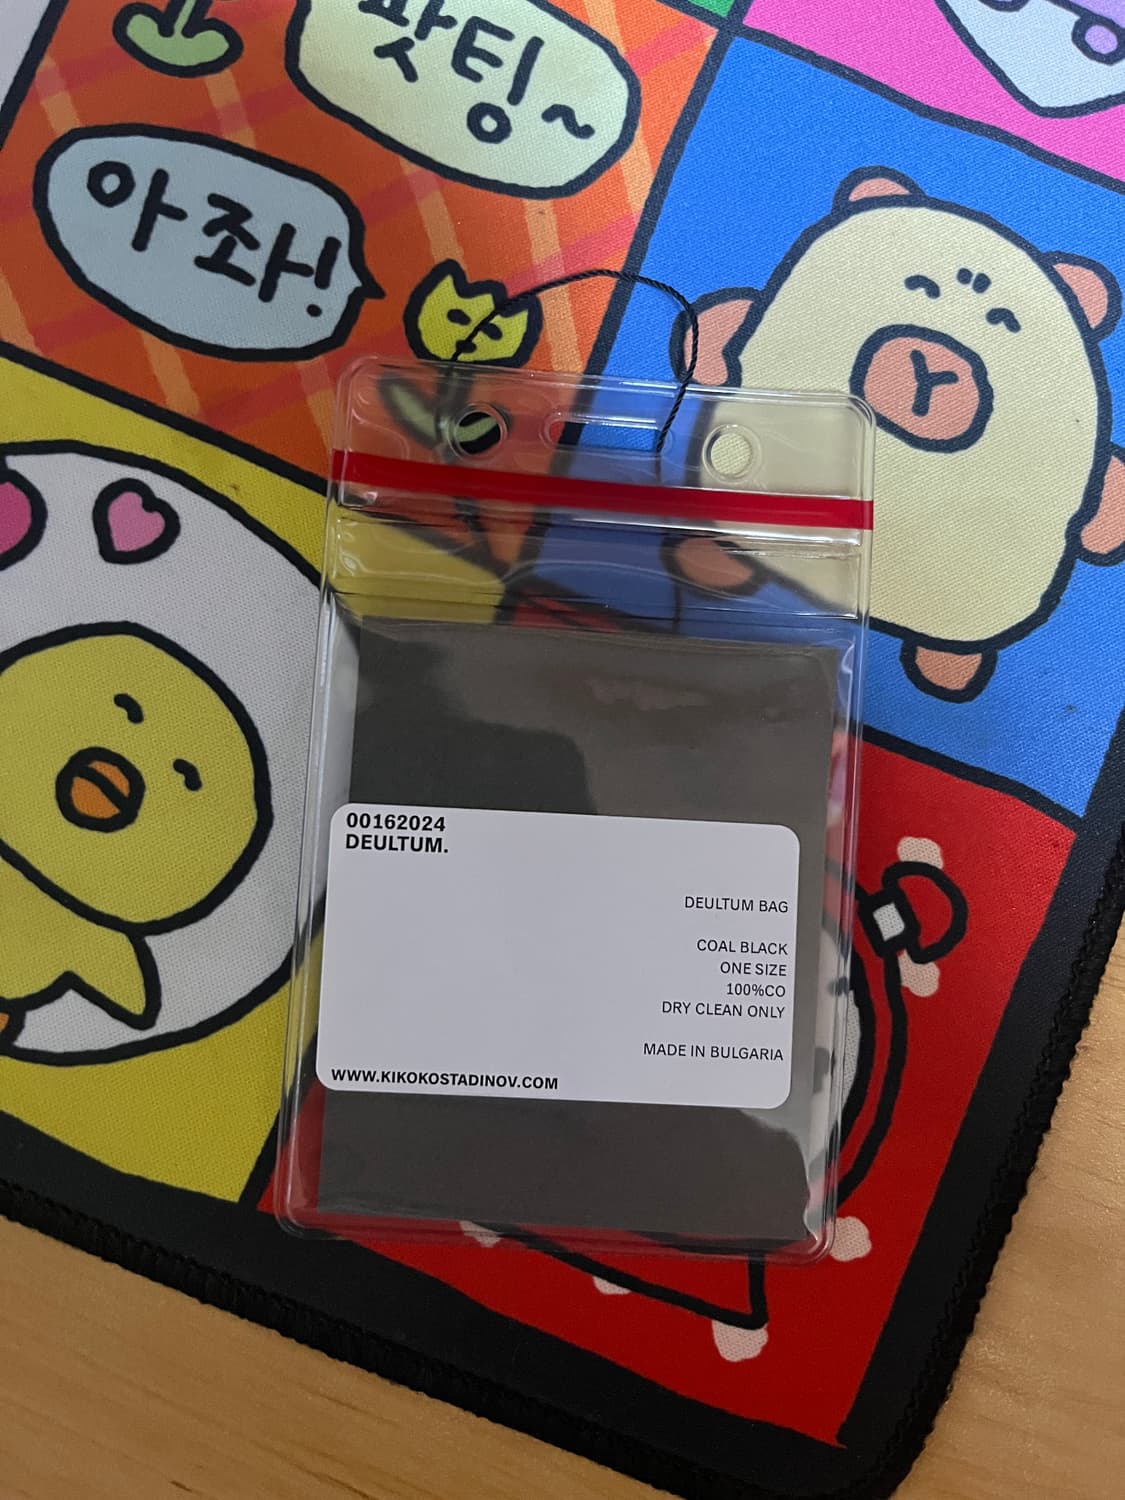 팟팅~
아좌!
00162024
DEULTUM.
DEULTUM BAG
COAL BLACK
ONE SIZE
100%CO
DRY CLEAN ONLY
MADE IN BULGARIA
WWW.KIKOKOSTADINOV.COM